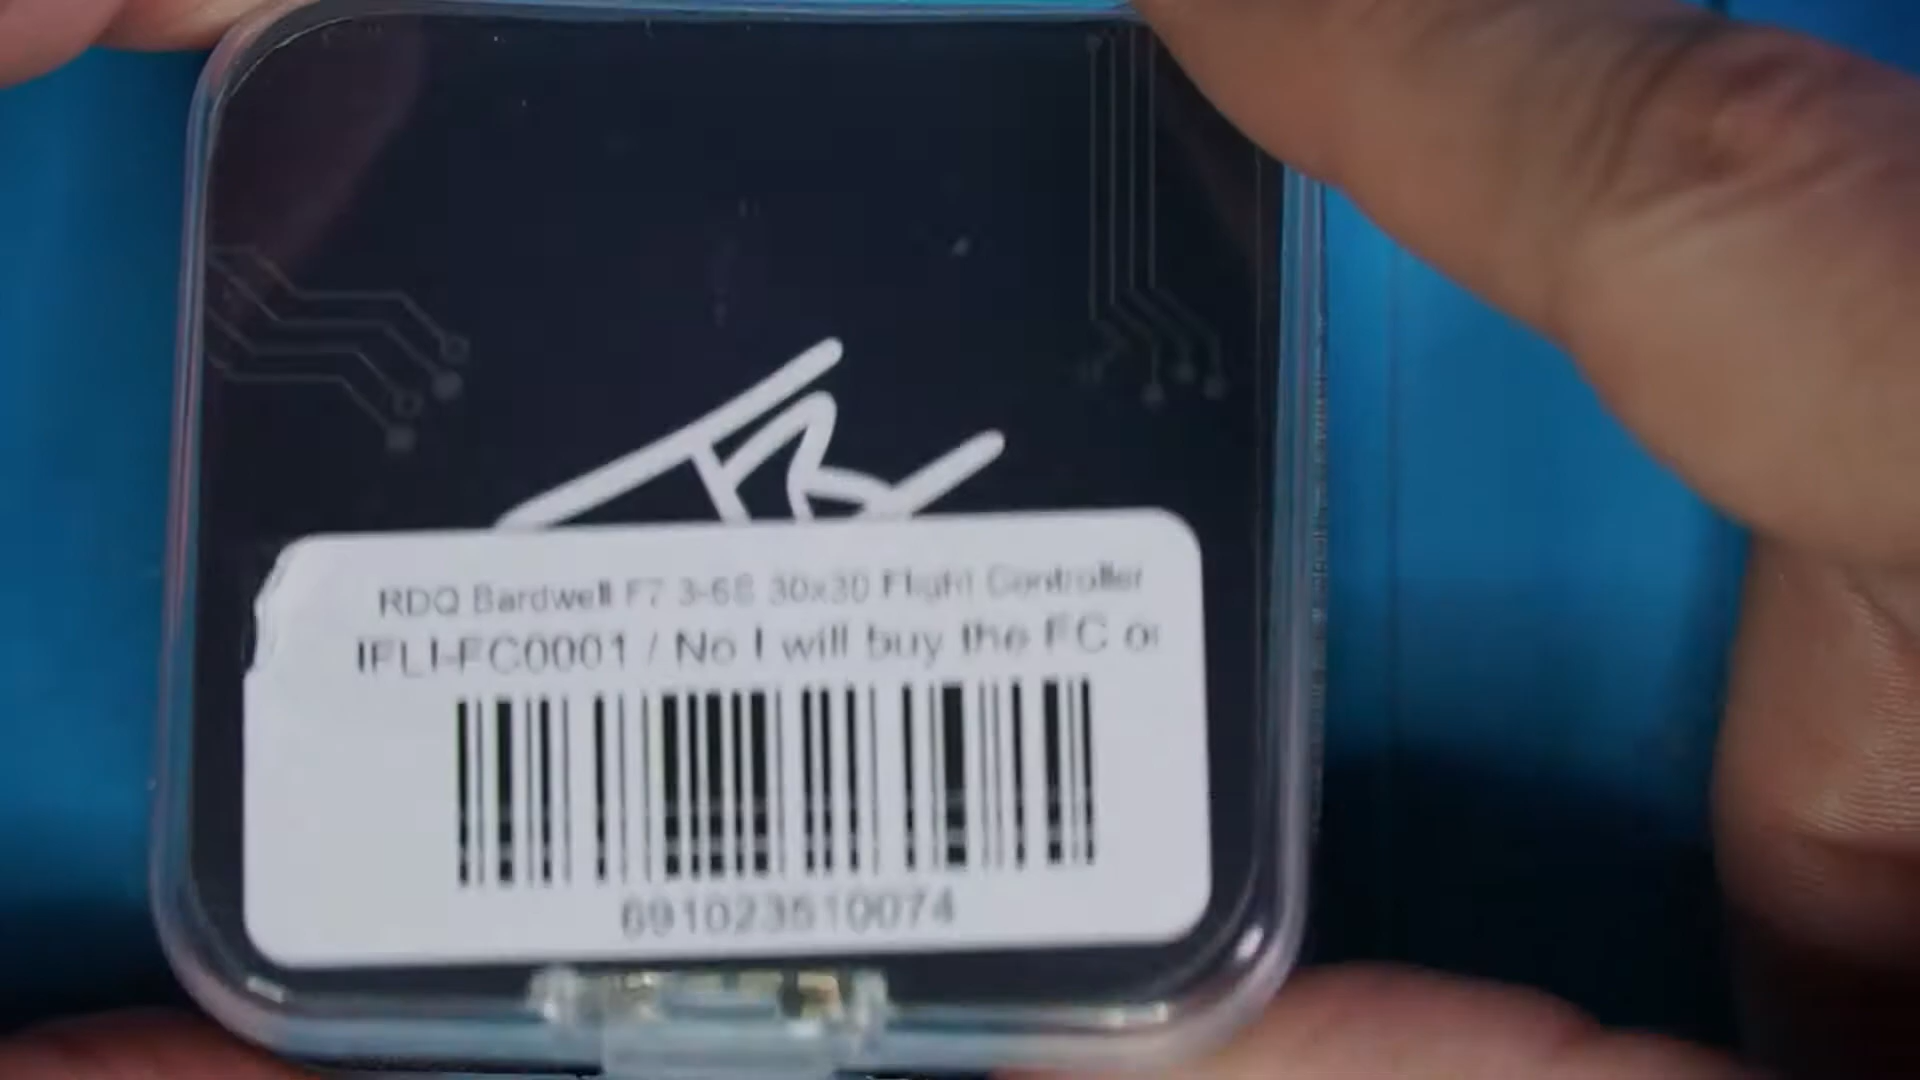 RDQ Bardwell F7 3-6S 30x30 Flight Controller
IFLI-FC0001 / No I will buy the FC
691023510074